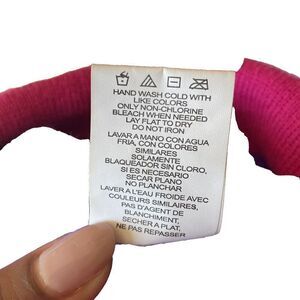 HAND WASH COLD WITH
LIKE COLORS
ONLY NON-CHLORINE
BLEACH WHEN NEEDED
LAY FLAT TO DRY
DO NOT IRON
LAVAR A MANO CON AGUA
FRIA, CON COLORES
SIMILARES
SOLAMENTE
BLAQUEADOR SIN CLORO,
SI ES NECESARIO
SECAR PLANO
NO PLANCHAR
LAVER A L'EAU FROIDE AVEC
COULEURS SIMILAIRES,
PAS D'AGENT DE
BLANCHIMENT,
SECHER A PLAT,
NE PAS REPASSER